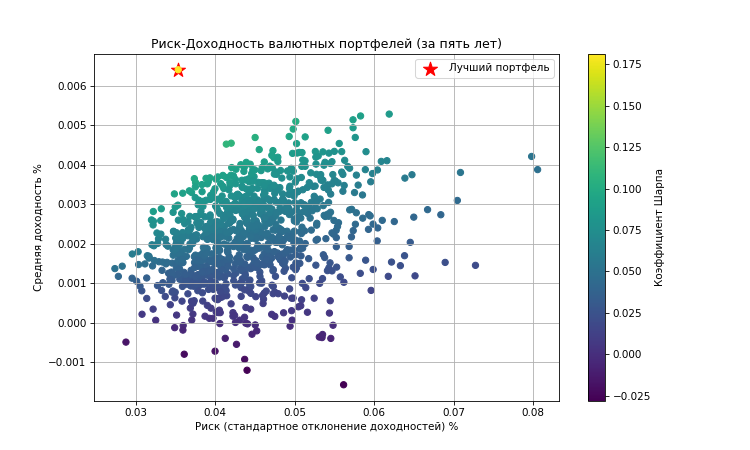 Риск-Доходность валютных портфелей (за пять лет)
Лучший портфель
Средняя доходность %
0.006
0.005
0.004
0.003
0.002
0.001
0.000
−0.001
0.03 0.04 0.05 0.06 0.07 0.08
Риск (стандартное отклонение доходностей) %
0.175
0.150
0.125
0.100
0.075
0.050
0.025
0.000
−0.025
Коэффициент Шарпа